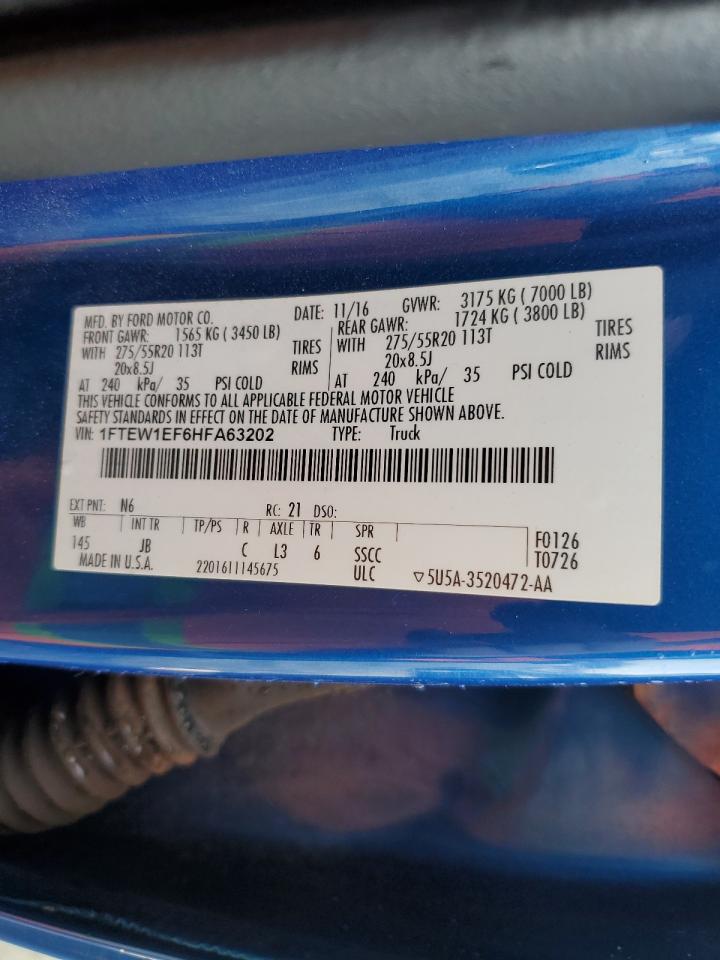 MFD. BY FORD MOTOR CO. DATE: 11/16 GVWR: 3175 KG ( 7000 LB)
FRONT GAWR: 1565 KG ( 3450 LB) REAR GAWR: 1724 KG ( 3800 LB)
WITH 275/55R20 113T TIRES WITH 275/55R20 113T TIRES
20x8.5J RIMS 20x8.5J RIMS
AT 240 kPa/ 35 PSI COLD AT 240 kPa/ 35 PSI COLD
THIS VEHICLE CONFORMS TO ALL APPLICABLE FEDERAL MOTOR VEHICLE
SAFETY STANDARDS IN EFFECT ON THE DATE OF MANUFACTURE SHOWN ABOVE.
VIN: 1FTEW1EF6HFA63202 TYPE: Truck
EXT PNT: N6 RC: 21 DSO:
WB INT TR TP/PS R AXLE TR SPR F0126
145 JB C L3 6 SSCC T0726
MADE IN U.S.A. 2201611145675 ULC ▽5U5A-3520472-AA